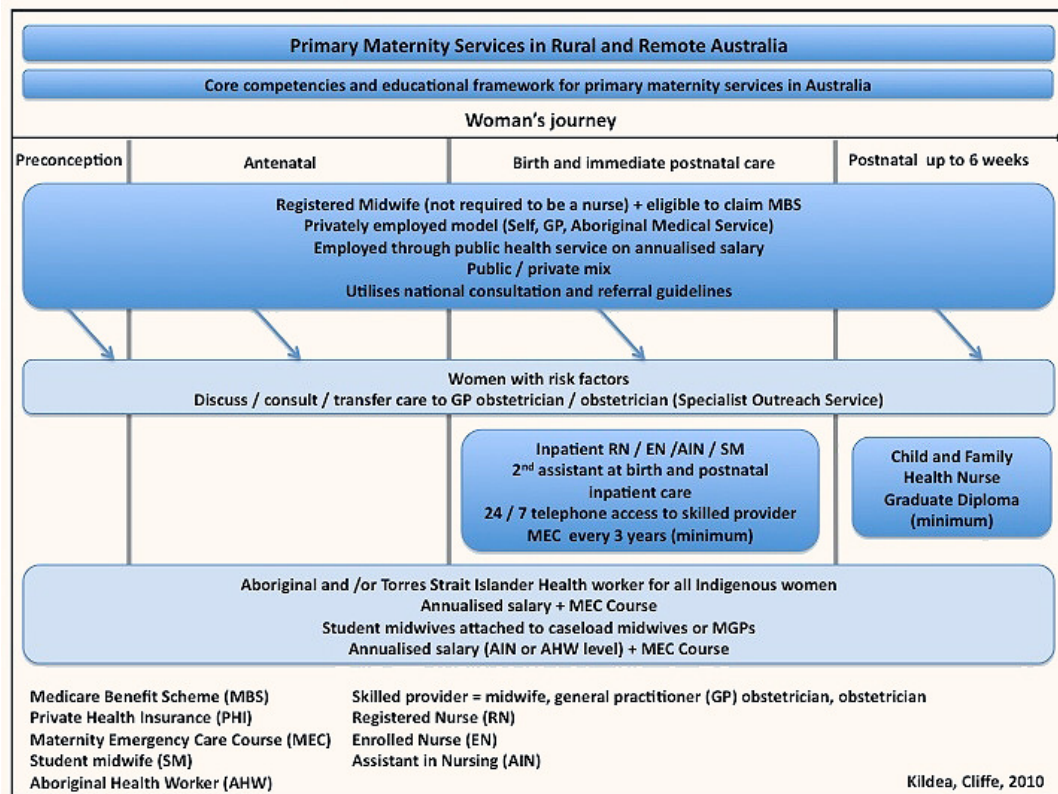 Primary Maternity Services in Rural and Remote Australia
Core competencies and educational framework for primary maternity services in Australia
Woman's journey
Preconception
Antenatal
Birth and immediate postnatal care
Postnatal up to 6 weeks
Registered Midwife (not required to be a nurse) + eligible to claim MBS
Privately employed model (Self, GP, Aboriginal Medical Service)
Employed through public health service on annualised salary
Public / private mix
Utilises national consultation and referral guidelines
Women with risk factors
Discuss / consult / transfer care to GP obstetrician / obstetrician (Specialist Outreach Service)
Inpatient RN / EN /AIN / SM
2nd assistant at birth and postnatal
inpatient care
24 / 7 telephone access to skilled provider
MEC every 3 years (minimum)
Child and Family
Health Nurse
Graduate Diploma
(minimum)
Aboriginal and /or Torres Strait Islander Health worker for all Indigenous women
Annualised salary + MEC Course
Student midwives attached to caseload midwives or MGPs
Annualised salary (AIN or AHW level) + MEC Course
Medicare Benefit Scheme (MBS)
Private Health Insurance (PHI)
Maternity Emergency Care Course (MEC)
Student midwife (SM)
Aboriginal Health Worker (AHW)
Skilled provider = midwife, general practitioner (GP) obstetrician, obstetrician
Registered Nurse (RN)
Enrolled Nurse (EN)
Assistant in Nursing (AIN)
Kildea, Cliffe, 2010